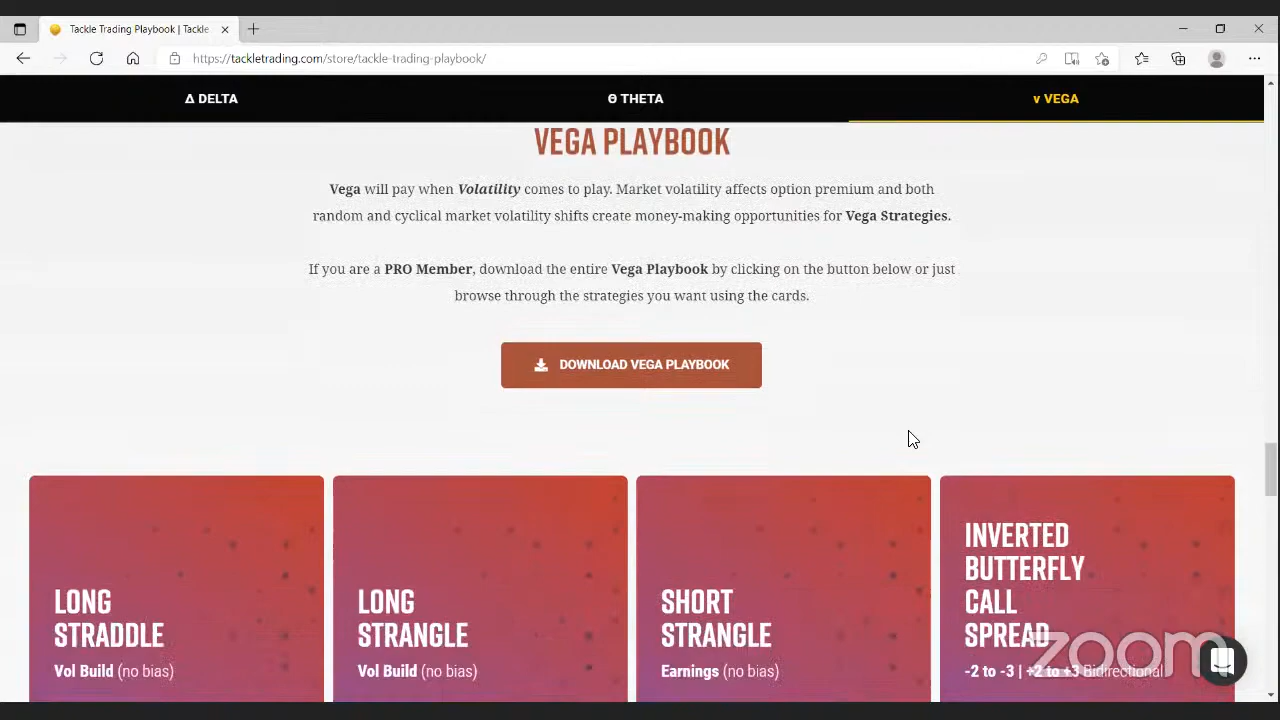 Tackle Trading Playbook | Tackle
https://tackletrading.com/store/tackle-trading-playbook/
Δ DELTA
Θ THETA
v VEGA
VEGA PLAYBOOK
Vega will pay when Volatility comes to play. Market volatility affects option premium and both
random and cyclical market volatility shifts create money-making opportunities for Vega Strategies.
If you are a PRO Member, download the entire Vega Playbook by clicking on the button below or just
browse through the strategies you want using the cards.
DOWNLOAD VEGA PLAYBOOK
LONG
STRADDLE
Vol Build (no bias)
LONG
STRANGLE
Vol Build (no bias)
SHORT
STRANGLE
Earnings (no bias)
INVERTED
BUTTERFLY
CALL
SPREAD
-2 to -3 | +2 to +3 Bidirectional
zoom